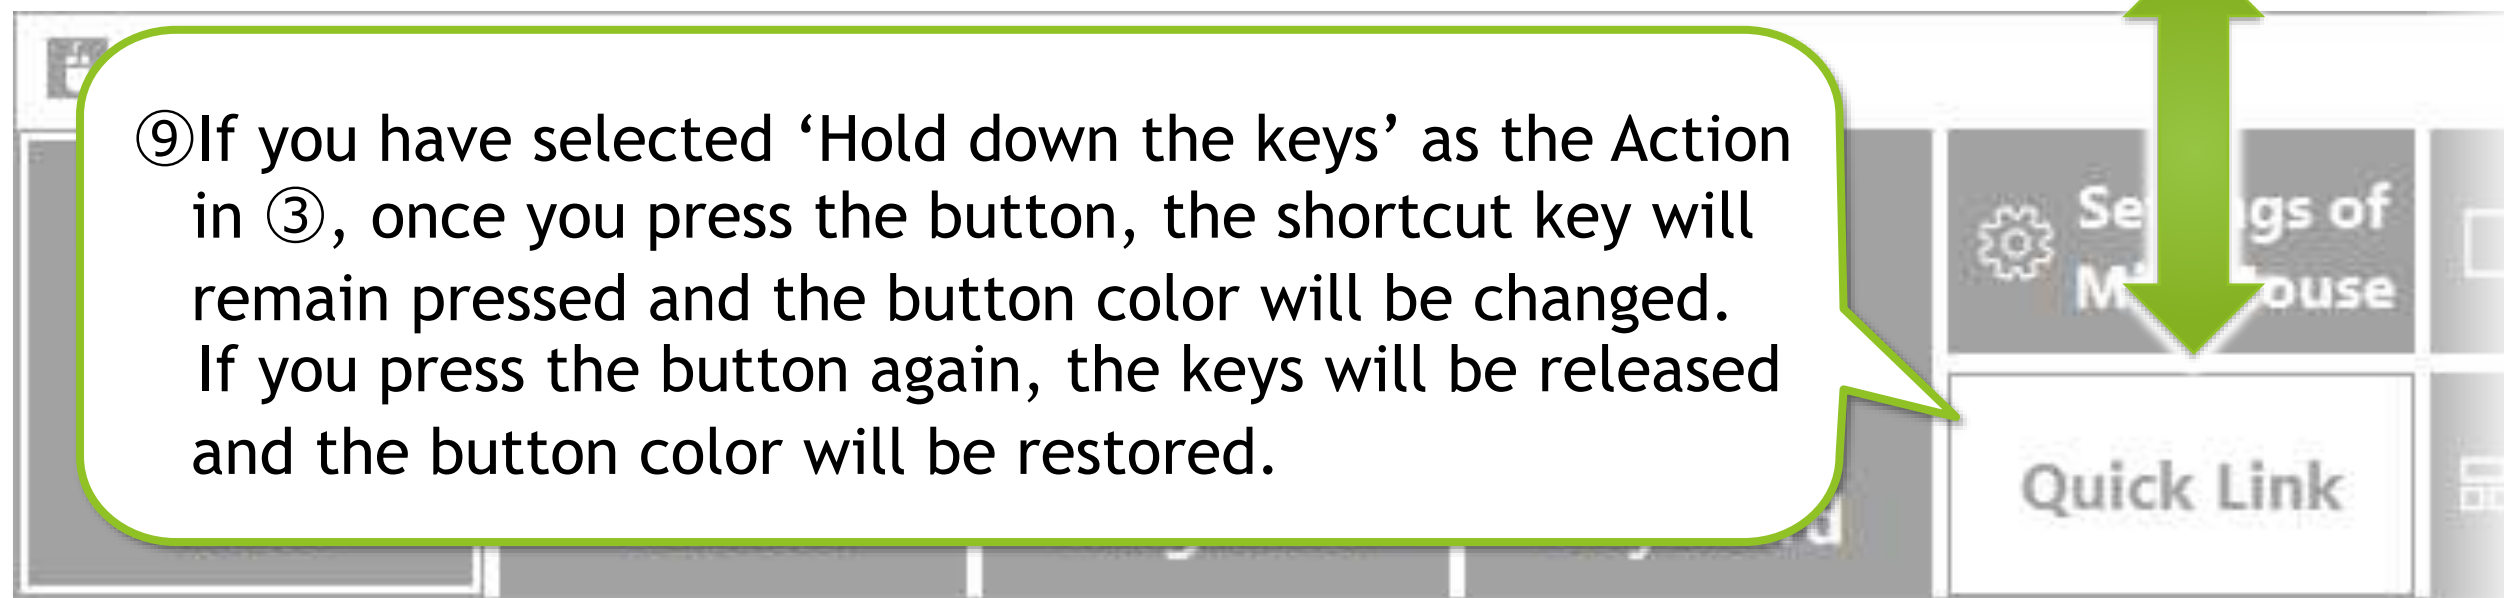 ⑨If you have selected ‘Hold down the keys’ as the Action
in ③, once you press the button, the shortcut key will
remain pressed and the button color will be changed.
If you press the button again, the keys will be released
and the button color will be restored.
of
Quick Link